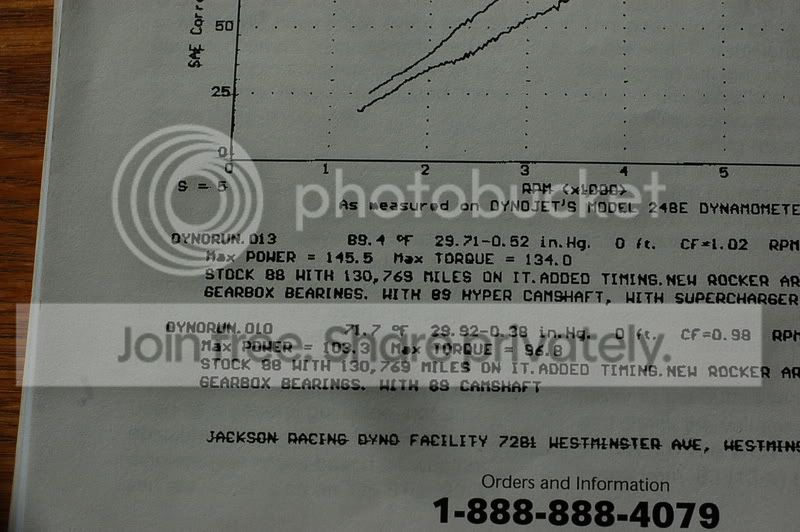 SAE Corre
50
25
0
0 1 2 3 4 5
S = 5 RPM (x1000)
As measured on DYNOJET'S MODEL 248E DYNAMOMETE
DYNORUN.013 89.4 °F 29.71-0.52 in.Hg. 0 ft. CF=1.02 RPM
Max POWER = 145.5 Max TORQUE = 134.0
STOCK 88 WITH 130,769 MILES ON IT.ADDED TIMING.NEW ROCKER AR
GEARBOX BEARINGS. WITH 89 HYPER CAMSHAFT, WITH SUPERCHARGER
DYNORUN.010 71.7 °F 29.92-0.38 in.Hg. 0 ft. CF=0.98 RPM
Max POWER = 103.3 Max TORQUE = 96.8
STOCK 88 WITH 130,769 MILES ON IT.ADDED TIMING.NEW ROCKER AR
GEARBOX BEARINGS. WITH 89 CAMSHAFT
JACKSON RACING DYNO FACILITY 7281 WESTMINSTER AVE, WESTMINS
Orders and Information
1-888-888-4079
photobucket
Join free. Share privately.